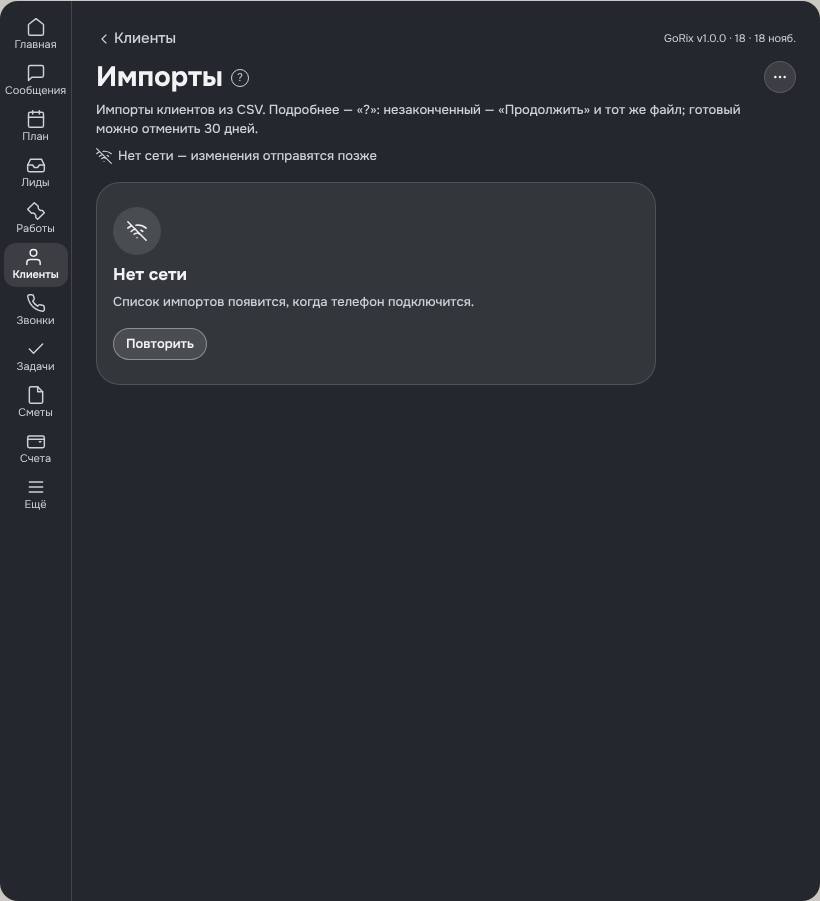 Главная
Сообщения
План
Лиды
Работы
Клиенты
Звонки
Задачи
Сметы
Счета
Ещё
Клиенты
GoRix v1.0.0 · 18 · 18 нояб.
Импорты ?
Импорты клиентов из CSV. Подробнее — «?»: незаконченный — «Продолжить» и тот же файл; готовый
можно отменить 30 дней.
Нет сети — изменения отправятся позже
Нет сети
Список импортов появится, когда телефон подключится.
Повторить